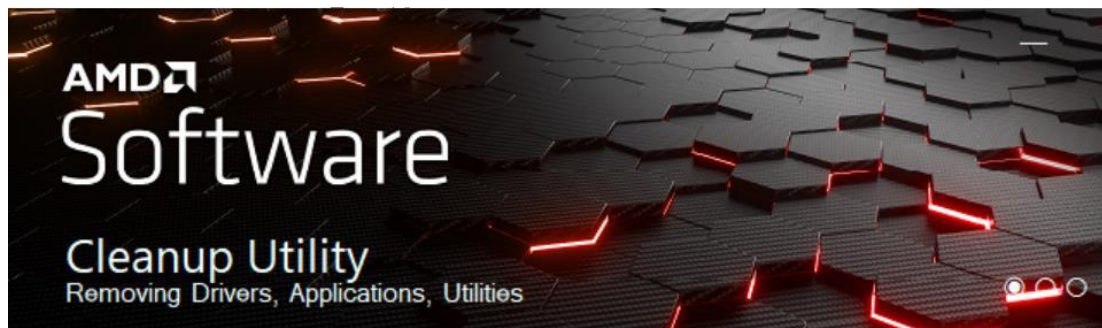 AMD
Software
Cleanup Utility
Removing Drivers, Applications, Utilities